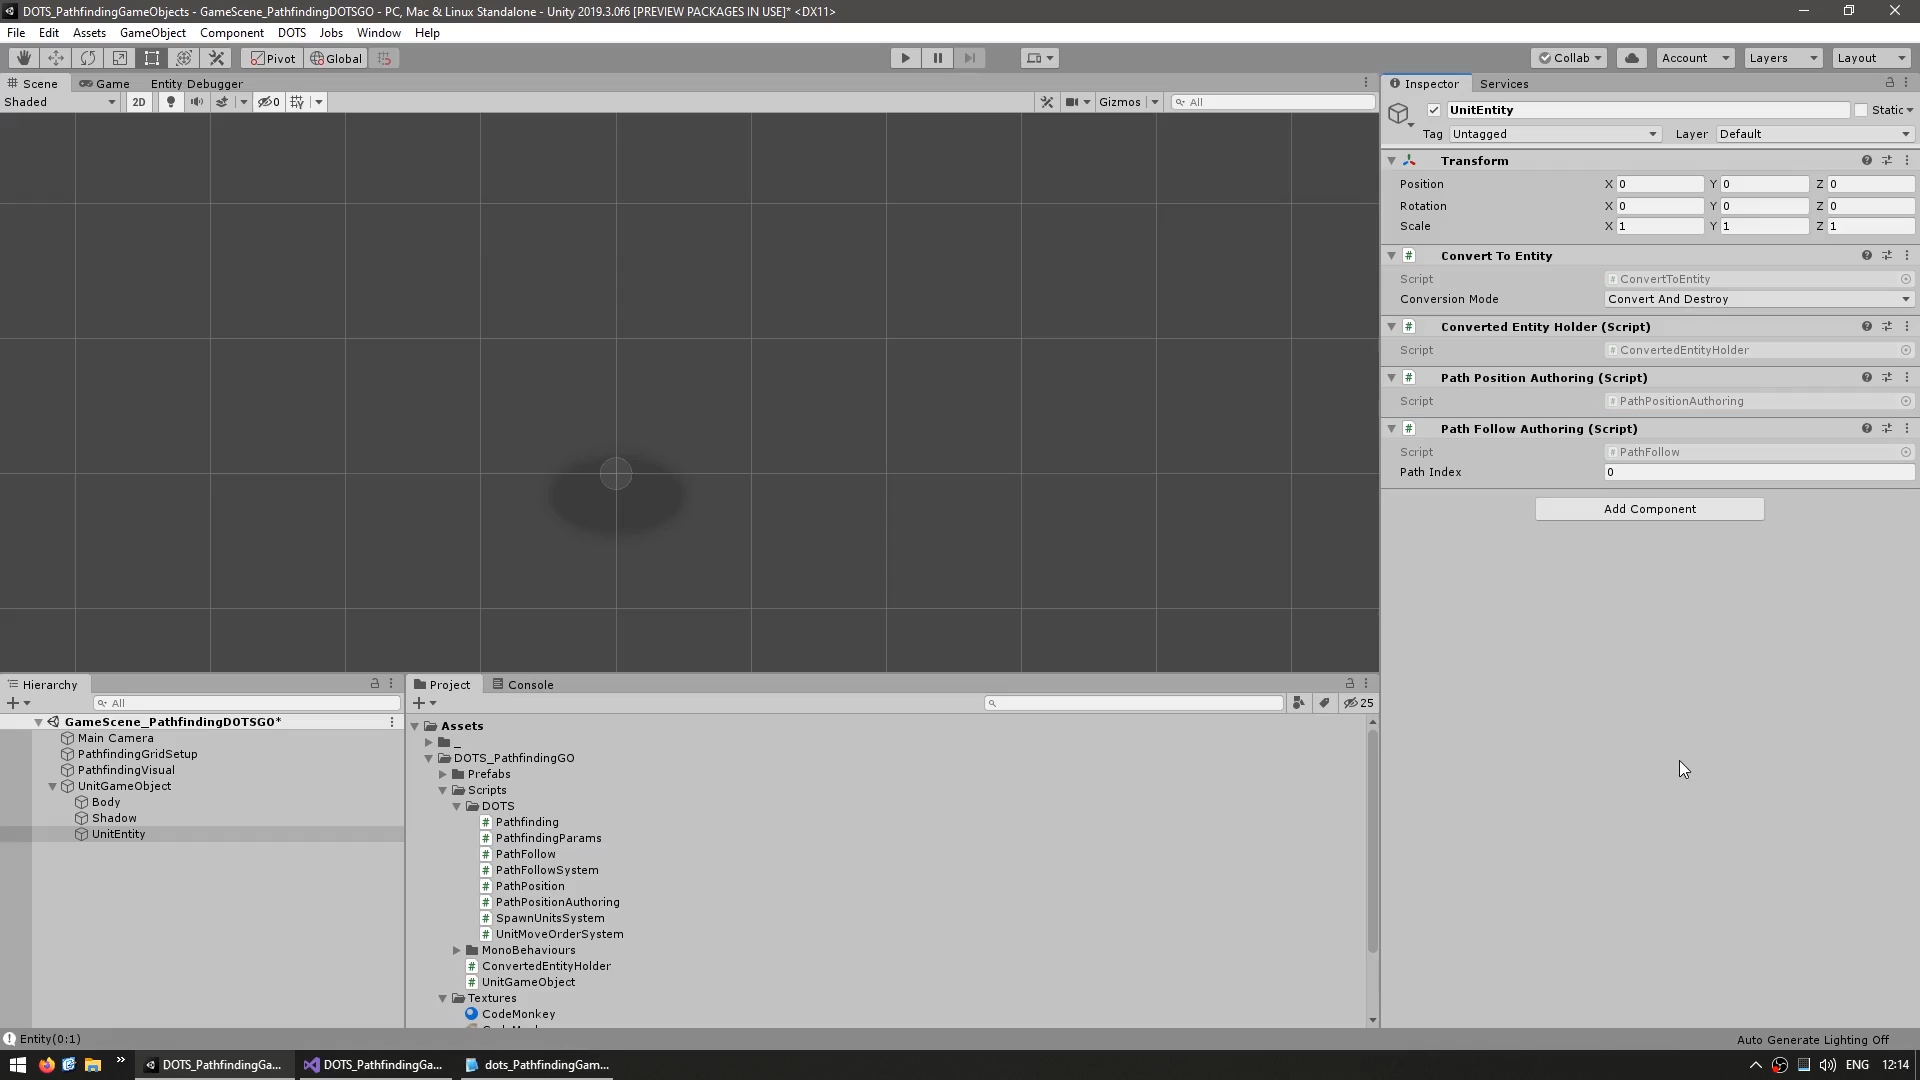 DOTS_PathfindingGameObjects - GameScene_PathfindingDOTSGO - PC, Mac & Linux Standalone - Unity 2019.3.0f6 [PREVIEW PACKAGES IN USE]* <DX11>
File Edit Assets GameObject Component DOTS Jobs Window Help
Pivot Global Collab Account Layers Layout
Scene Game Entity Debugger
Shaded 2D 0 Gizmos All
Inspector Services
UnitEntity Static
Tag Untagged Layer Default
Transform
Position X 0 Y 0 Z 0
Rotation X 0 Y 0 Z 0
Scale X 1 Y 1 Z 1
# Convert To Entity
Script # ConvertToEntity
Conversion Mode Convert And Destroy
# Converted Entity Holder (Script)
Script # ConvertedEntityHolder
# Path Position Authoring (Script)
Script # PathPositionAuthoring
# Path Follow Authoring (Script)
Script # PathFollow
Path Index 0
Add Component
Hierarchy
All
GameScene_PathfindingDOTSGO*
Main Camera
PathfindingGridSetup
PathfindingVisual
UnitGameObject
Body
Shadow
UnitEntity
Project Console
25
Assets
_
DOTS_PathfindingGO
Prefabs
Scripts
DOTS
# Pathfinding
# PathfindingParams
# PathFollow
# PathFollowSystem
# PathPosition
# PathPositionAuthoring
# SpawnUnitsSystem
# UnitMoveOrderSystem
MonoBehaviours
# ConvertedEntityHolder
# UnitGameObject
Textures
CodeMonkey
Entity(0:1)
Auto Generate Lighting Off
DOTS_PathfindingGa... DOTS_PathfindingGa... dots_PathfindingGam... ENG 12:14